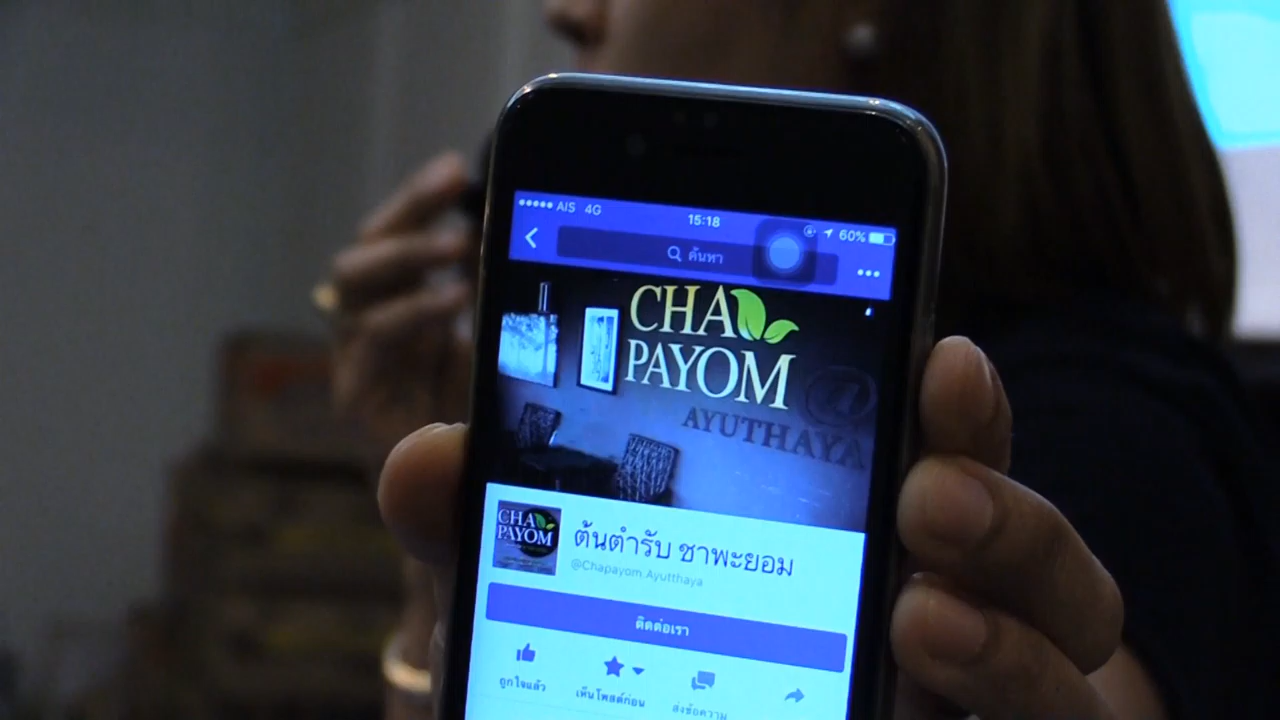 AIS 4G 15:18 60%
ค้นหา
CHA
PAYOM
AYUTHAYA
CHA
PAYOM
ต้นตำรับ ชาพะยอม
@Chapayom.Ayutthaya
ติดต่อเรา
ถูกใจแล้ว เห็นโพสต์ก่อน ส่งข้อความ